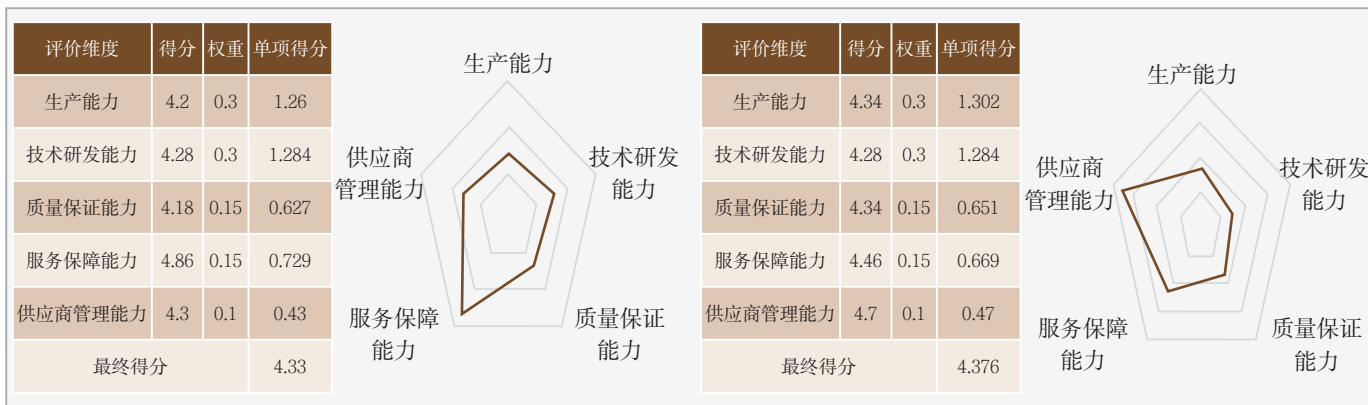 评价维度 得分 权重 单项得分
生产能力 4.2 0.3 1.26
技术研发能力 4.28 0.3 1.284
质量保证能力 4.18 0.15 0.627
服务保障能力 4.86 0.15 0.729
供应商管理能力 4.3 0.1 0.43
最终得分 4.33
生产能力
供应商
管理能力
技术研发
能力
服务保障
能力
质量保证
能力
评价维度 得分 权重 单项得分
生产能力 4.34 0.3 1.302
技术研发能力 4.28 0.3 1.284
质量保证能力 4.34 0.15 0.651
服务保障能力 4.46 0.15 0.669
供应商管理能力 4.7 0.1 0.47
最终得分 4.376
生产能力
供应商
管理能力
技术研发
能力
服务保障
能力
质量保证
能力